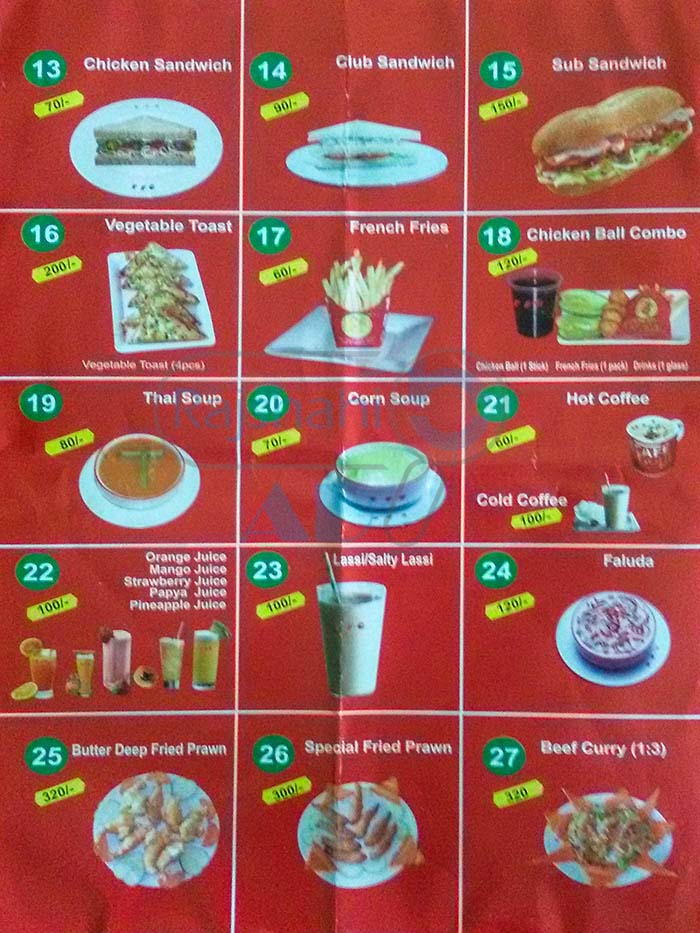 13 Chicken Sandwich
70/-
14 Club Sandwich
90/-
15 Sub Sandwich
150/-
16 Vegetable Toast
200/-
Vegetable Toast (4pcs)
17 French Fries
60/-
18 Chicken Ball Combo
120/-
Chicken Ball (1 Stick) French Fries (1 pack) Drinks (1 glass)
19 Thai Soup
80/-
20 Corn Soup
70/-
21 Hot Coffee
60/-
Cold Coffee
100/-
Rajshahi
22
Orange Juice
Mango Juice
Strawberry Juice
Papya Juice
Pineapple Juice
100/-
23 Lassi/Salty Lassi
100/-
24 Faluda
120/-
25 Butter Deep Fried Prawn
320/-
26 Special Fried Prawn
300/-
27 Beef Curry (1:3)
320